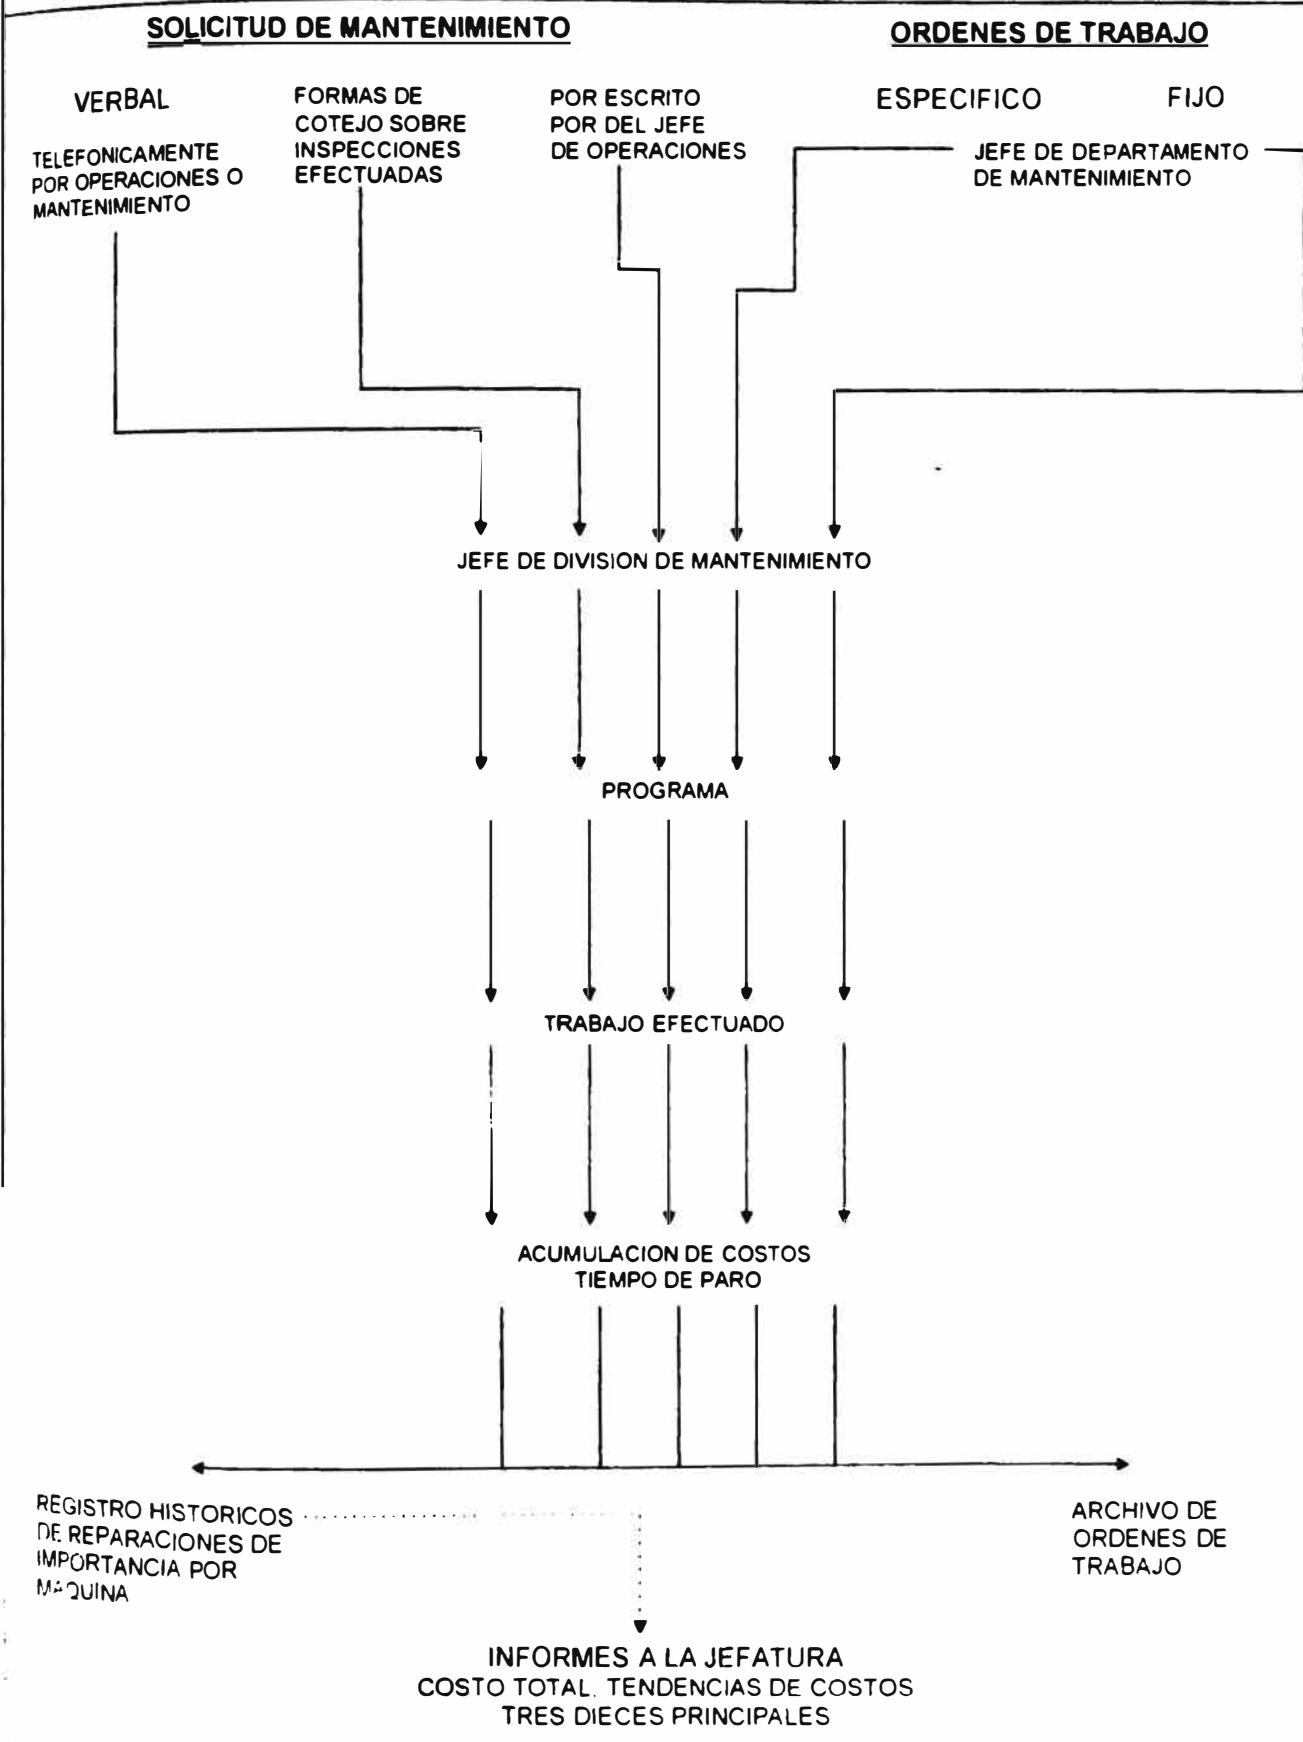 SOLICITUD DE MANTENIMIENTO
ORDENES DE TRABAJO
VERBAL
TELEFONICAMENTE
POR OPERACIONES O
MANTENIMIENTO
FORMAS DE
COTEJO SOBRE
INSPECCIONES
EFECTUADAS
POR ESCRITO
POR DEL JEFE
DE OPERACIONES
ESPECIFICO
FIJO
JEFE DE DEPARTAMENTO
DE MANTENIMIENTO
JEFE DE DIVISION DE MANTENIMIENTO
PROGRAMA
TRABAJO EFECTUADO
ACUMULACION DE COSTOS
TIEMPO DE PARO
REGISTRO HISTORICOS
DE REPARACIONES DE
IMPORTANCIA POR
MAQUINA
ARCHIVO DE
ORDENES DE
TRABAJO
INFORMES A LA JEFATURA
COSTO TOTAL. TENDENCIAS DE COSTOS
TRES DIECES PRINCIPALES